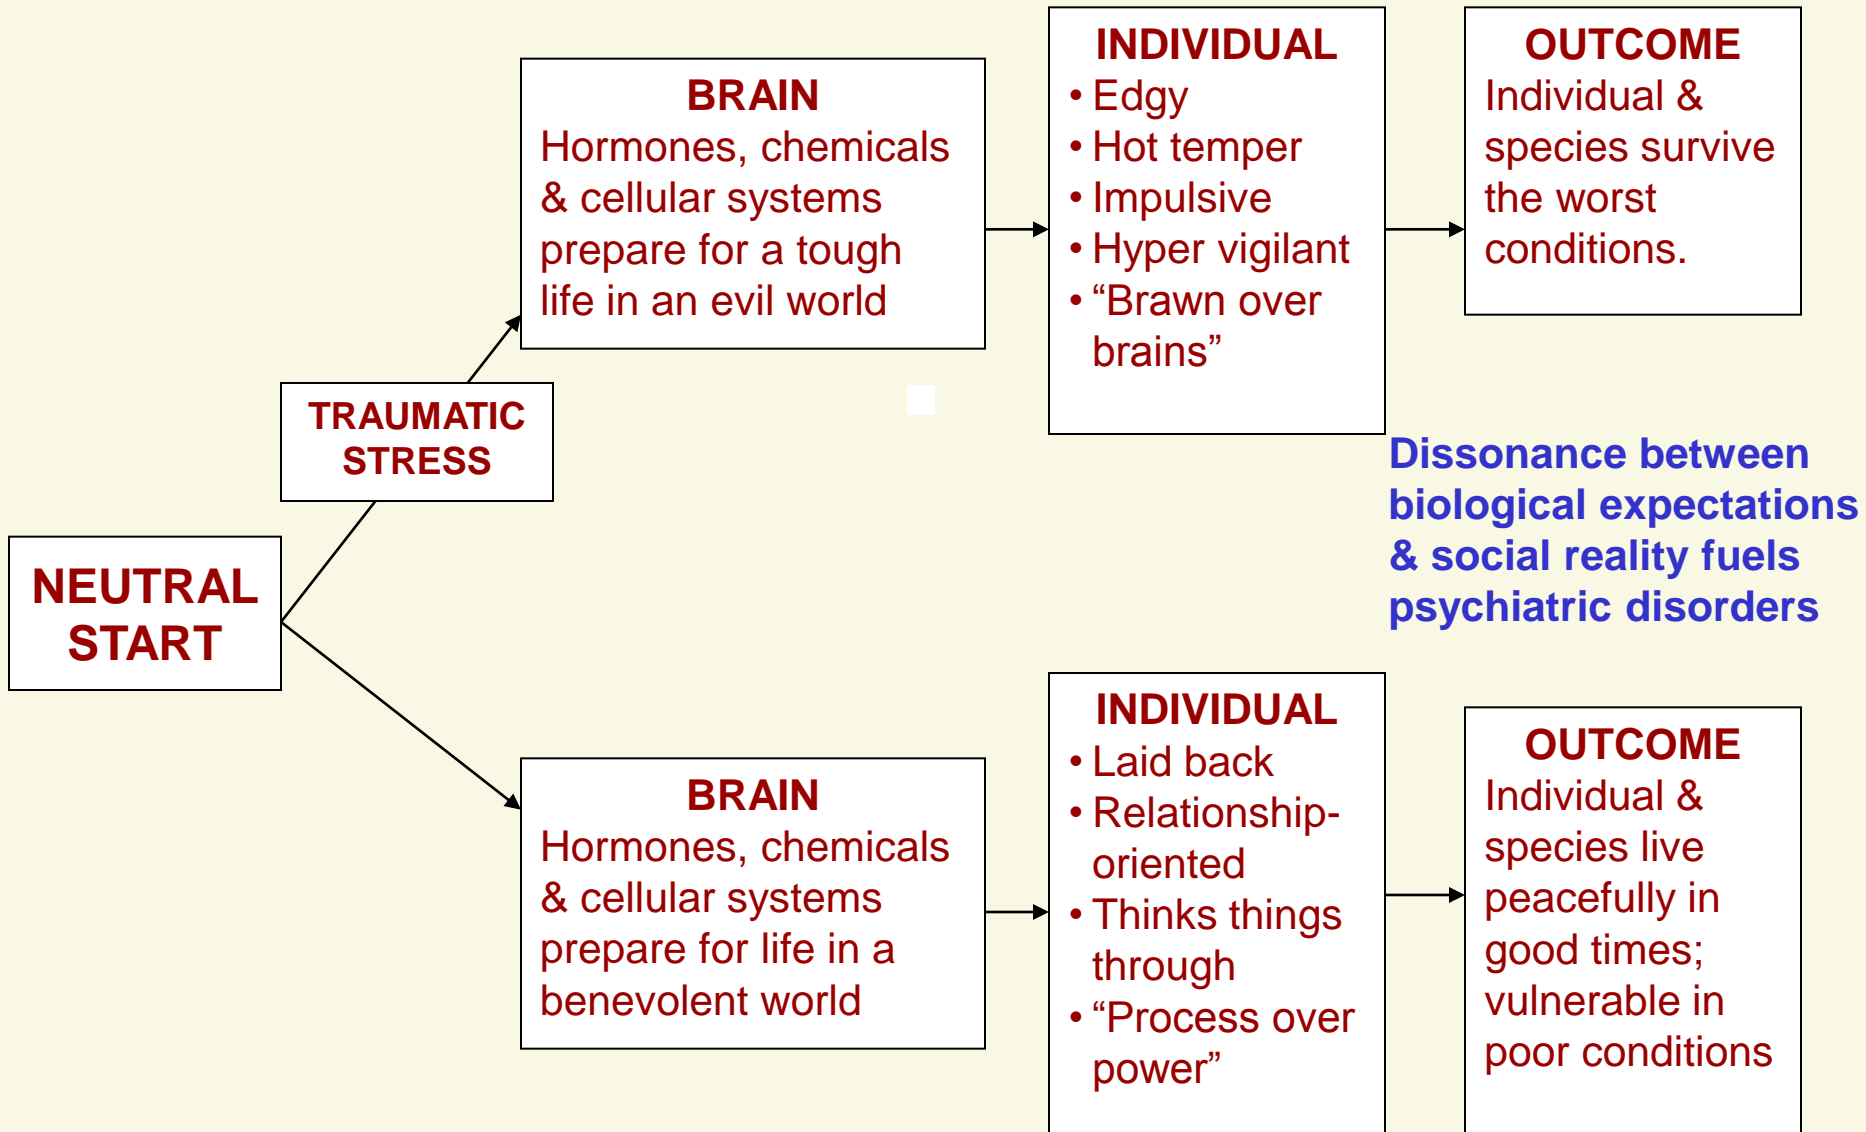 NEUTRAL
START
TRAUMATIC
STRESS
BRAIN
Hormones, chemicals
& cellular systems
prepare for a tough
life in an evil world
INDIVIDUAL
• Edgy
• Hot temper
• Impulsive
• Hyper vigilant
• “Brawn over
brains”
OUTCOME
Individual &
species survive
the worst
conditions.
Dissonance between
biological expectations
& social reality fuels
psychiatric disorders
BRAIN
Hormones, chemicals
& cellular systems
prepare for life in a
benevolent world
INDIVIDUAL
• Laid back
• Relationship-
oriented
• Thinks things
through
• “Process over
power”
OUTCOME
Individual &
species live
peacefully in
good times;
vulnerable in
poor conditions